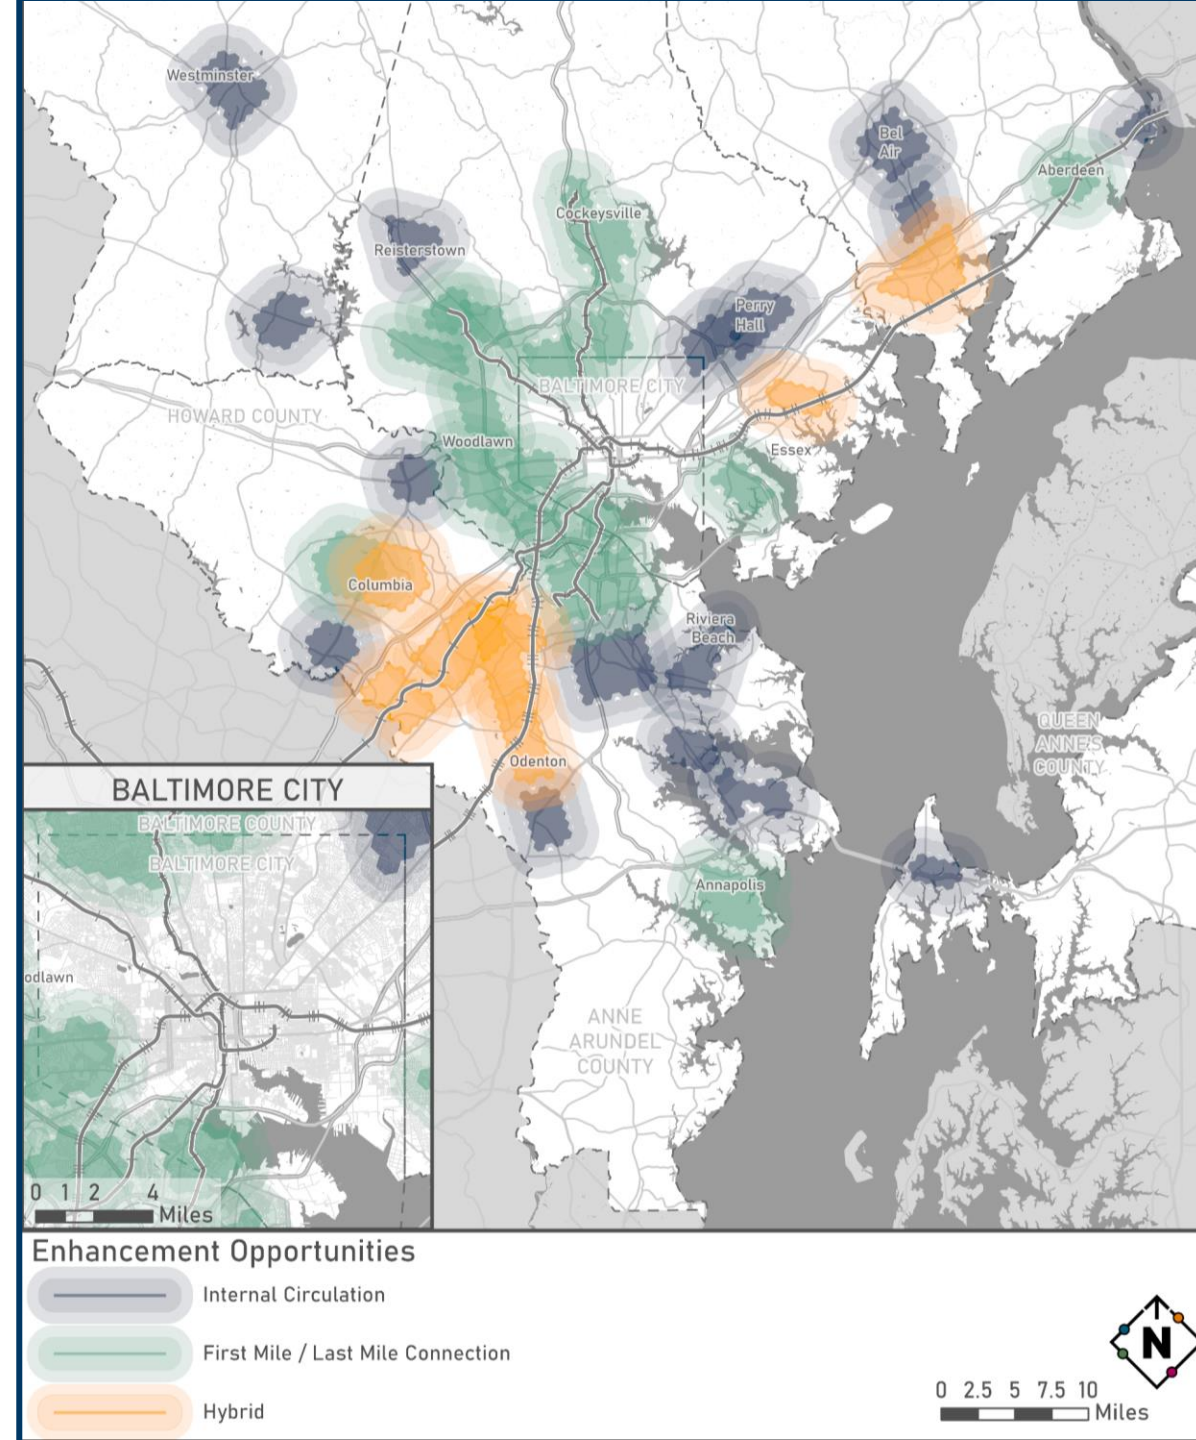 Westminster
Bel
Air
Aberdeen
Cockeysville
Reisterstown
Perry
Hall
BALTIMORE CITY
HOWARD COUNTY
Woodlawn
Essex
Columbia
Riviera
Beach
QUEEN
ANNE'S
COUNTY
Odenton
Annapolis
ANNE
ARUNDEL
COUNTY
BALTIMORE CITY
BALTIMORE COUNTY
BALTIMORE CITY
odlawn
0 1 2 4
Miles
Enhancement Opportunities
Internal Circulation
First Mile / Last Mile Connection
Hybrid
N
0 2.5 5 7.5 10
Miles